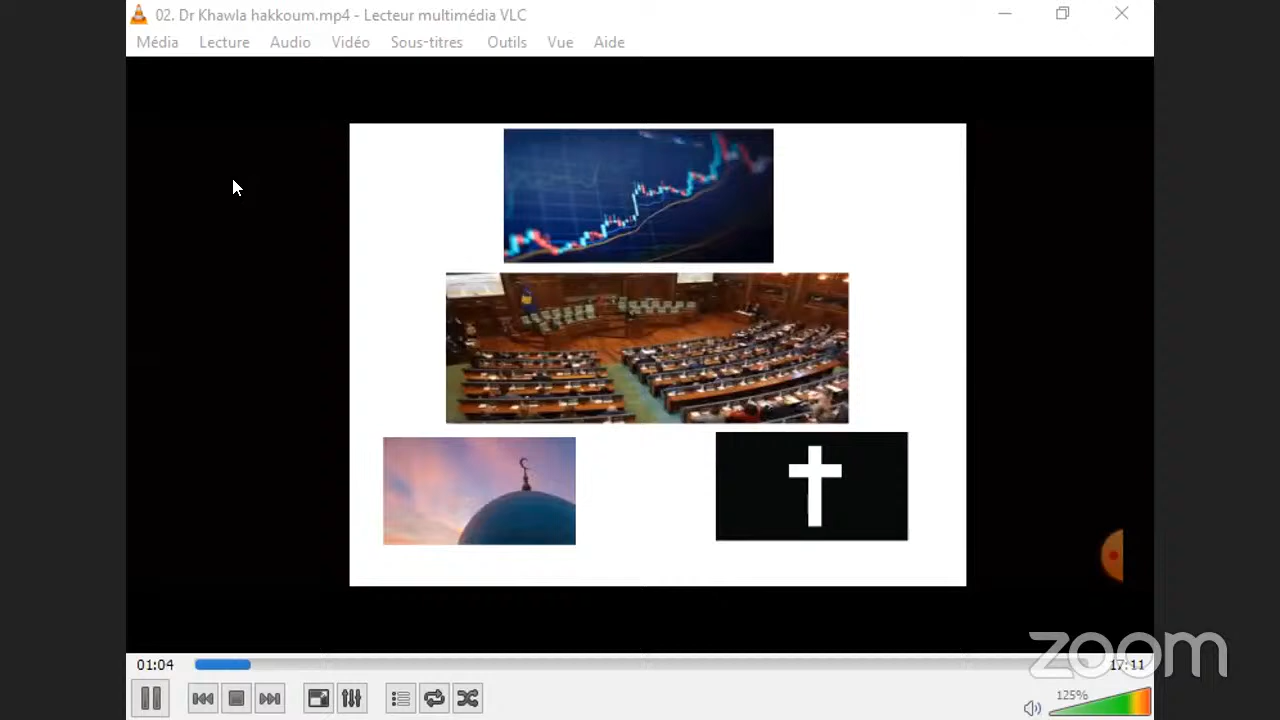 02. Dr Khawla hakkoum.mp4 - Lecteur multimédia VLC
Média Lecture Audio Vidéo Sous-titres Outils Vue Aide
01:04
17:11
zoom
125%